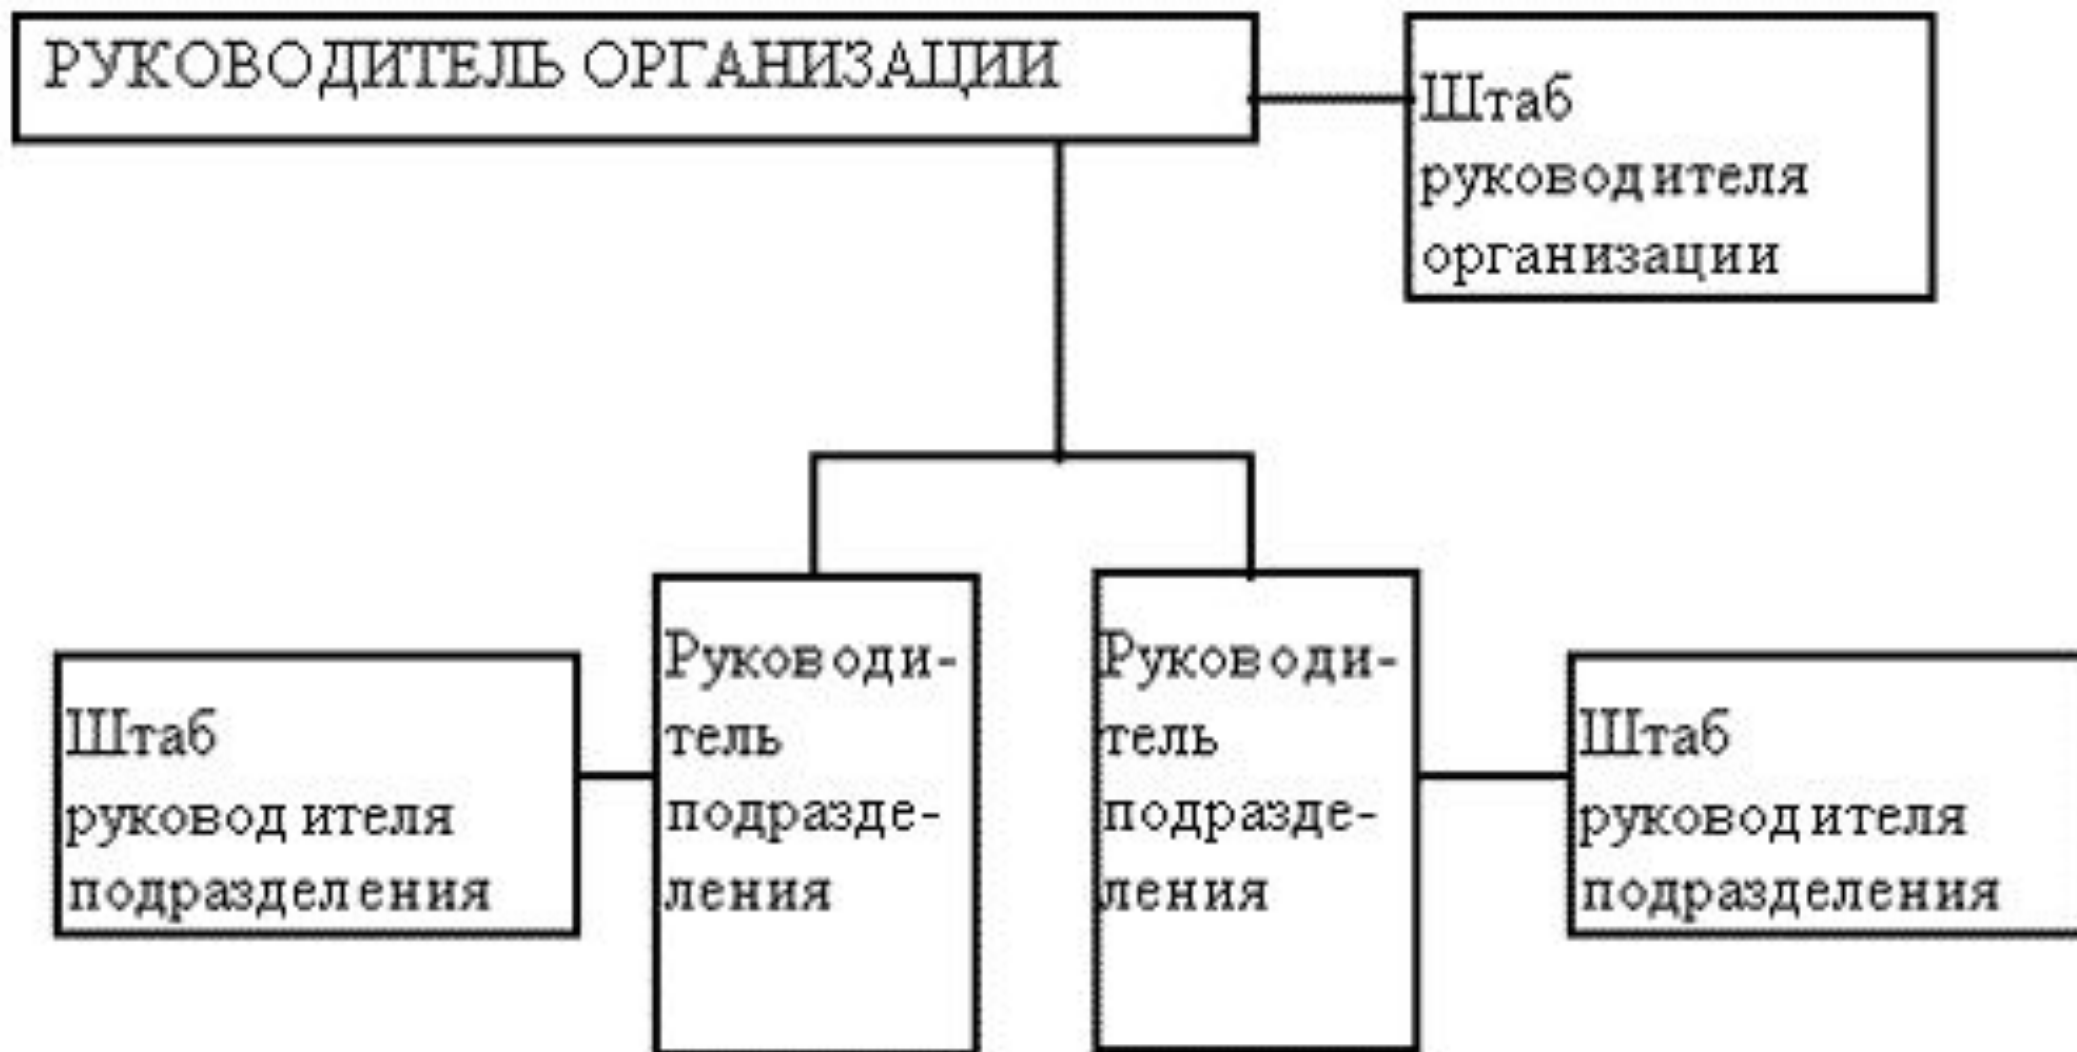 РУКОВОДИТЕЛЬ ОРГАНИЗАЦИИ
Штаб
руководителя
организации
Штаб
руководителя
подразделения
Руководи-
тель
подразде-
ления
Руководи-
тель
подразде-
ления
Штаб
руководителя
подразделения